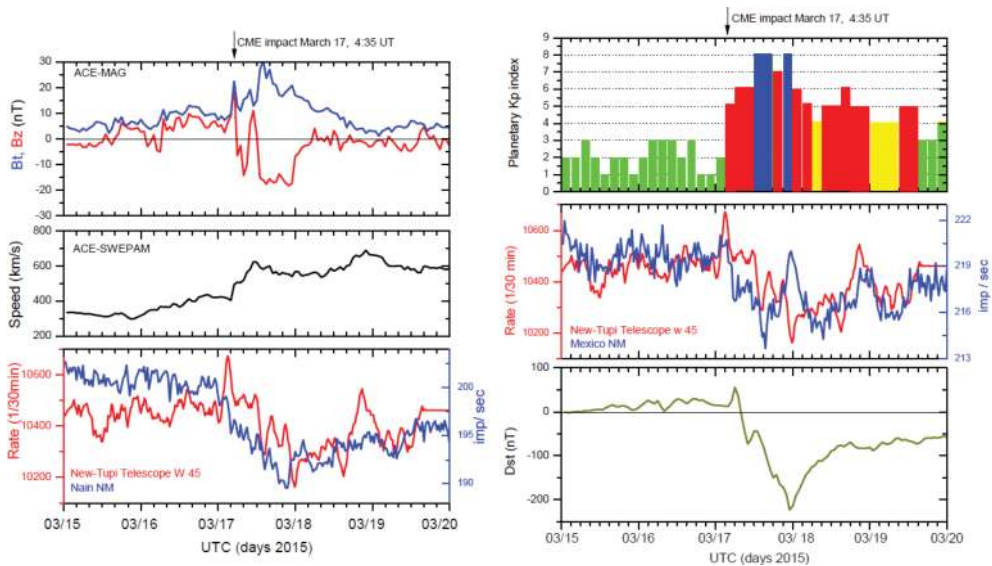 CME impact March 17, 4:35 UT
30
20
10
0
-10
-20
-30
Bt, Bz (nT)
ACE-MAG
800
600
400
200
Speed (km/s)
ACE-SWEPAM
10600
10400
10200
Rate (1/30min)
200
195
190
imp/ sec
New-Tupi Telescope W 45
Nain NM
03/15 03/16 03/17 03/18 03/19 03/20
UTC (days 2015)
CME impact March 17, 4:35 UT
9
8
7
6
5
4
3
2
1
0
Planetary Kp index
10600
10400
10200
Rate (1/30 min)
222
219
216
213
imp / sec
New-Tupi Telescope w 45
Mexico NM
100
0
-100
-200
Dst (nT)
03/15 03/16 03/17 03/18 03/19 03/20
UTC (days 2015)